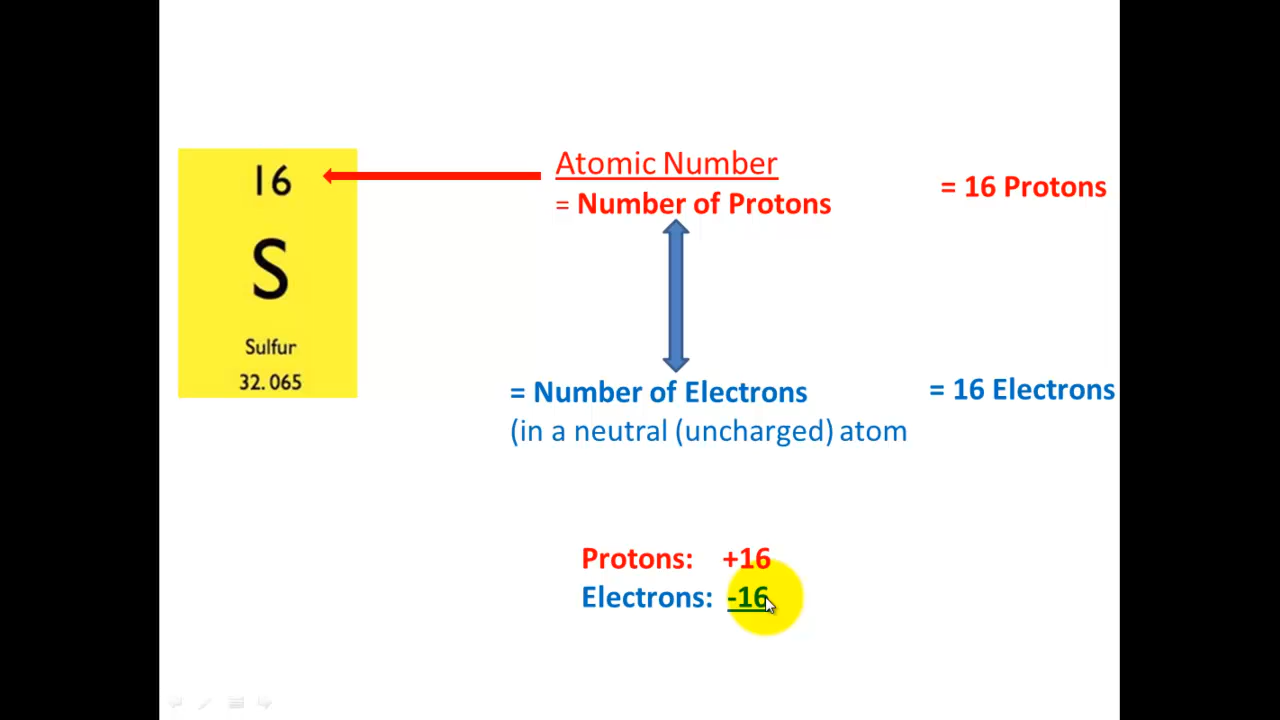 16
S
Sulfur
32.065
Atomic Number
= Number of Protons
= 16 Protons
= Number of Electrons
(in a neutral (uncharged) atom
= 16 Electrons
Protons: +16
Electrons: -16